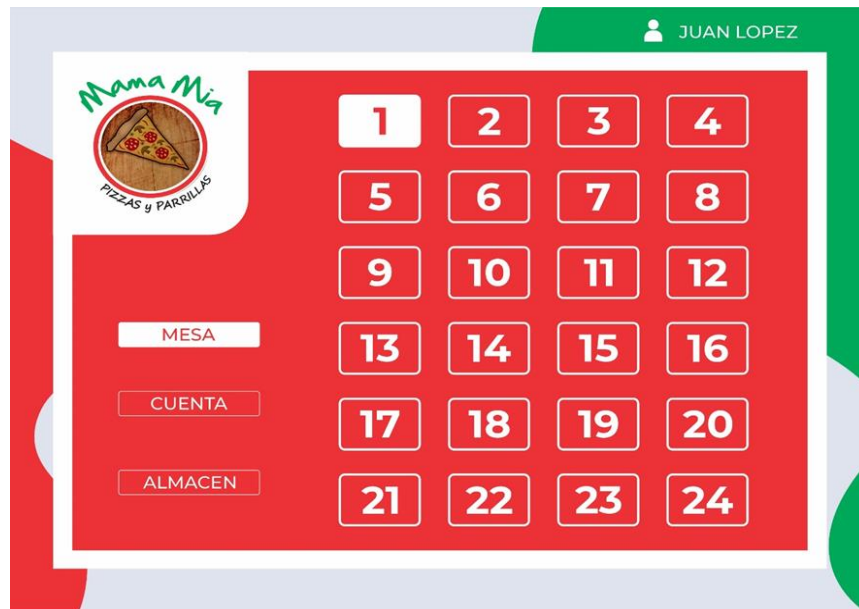 JUAN LOPEZ
Mama Mia
PIZZAS y PARRILLAS
1 2 3 4
5 6 7 8
9 10 11 12
MESA
13 14 15 16
CUENTA
17 18 19 20
ALMACEN
21 22 23 24